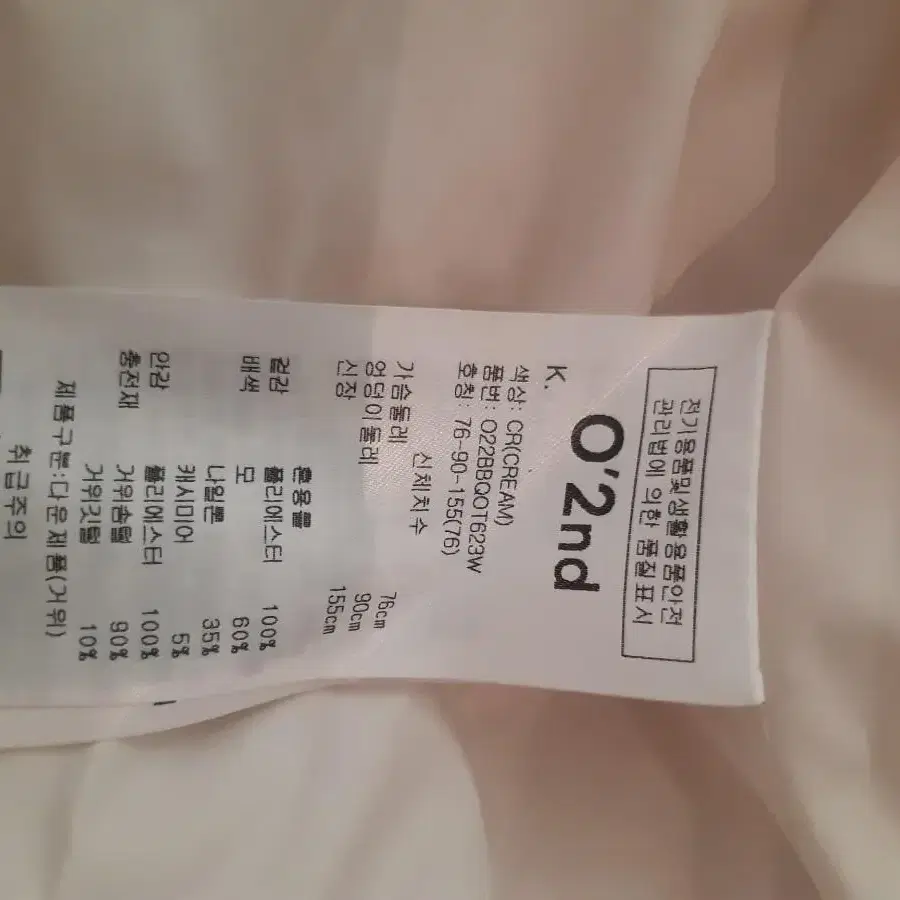 전기용품및생활용품안전
관리법에 의한 품질표시
O'2nd
K.
색상: CR(CREAM)
품번: O22BBQOT623W
호칭: 76-90-155(76)
신체치수
가슴둘레 76cm
엉덩이둘레 90cm
신장 155cm
혼용률
겉감 폴리에스터 100%
배색 모 60%
나일론 35%
캐시미어 5%
안감 폴리에스터 100%
충전재 거위솜털 90%
거위깃털 10%
제품구분:다운제품(거위)
취급주의